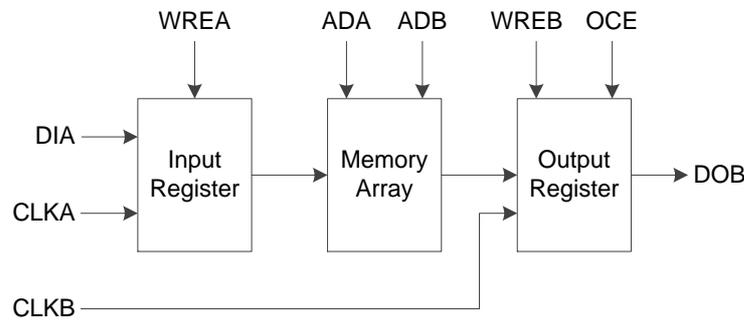 WREA
ADA
ADB
WREB
OCE
DIA
CLKA
CLKB
Input
Register
Memory
Array
Output
Register
DOB